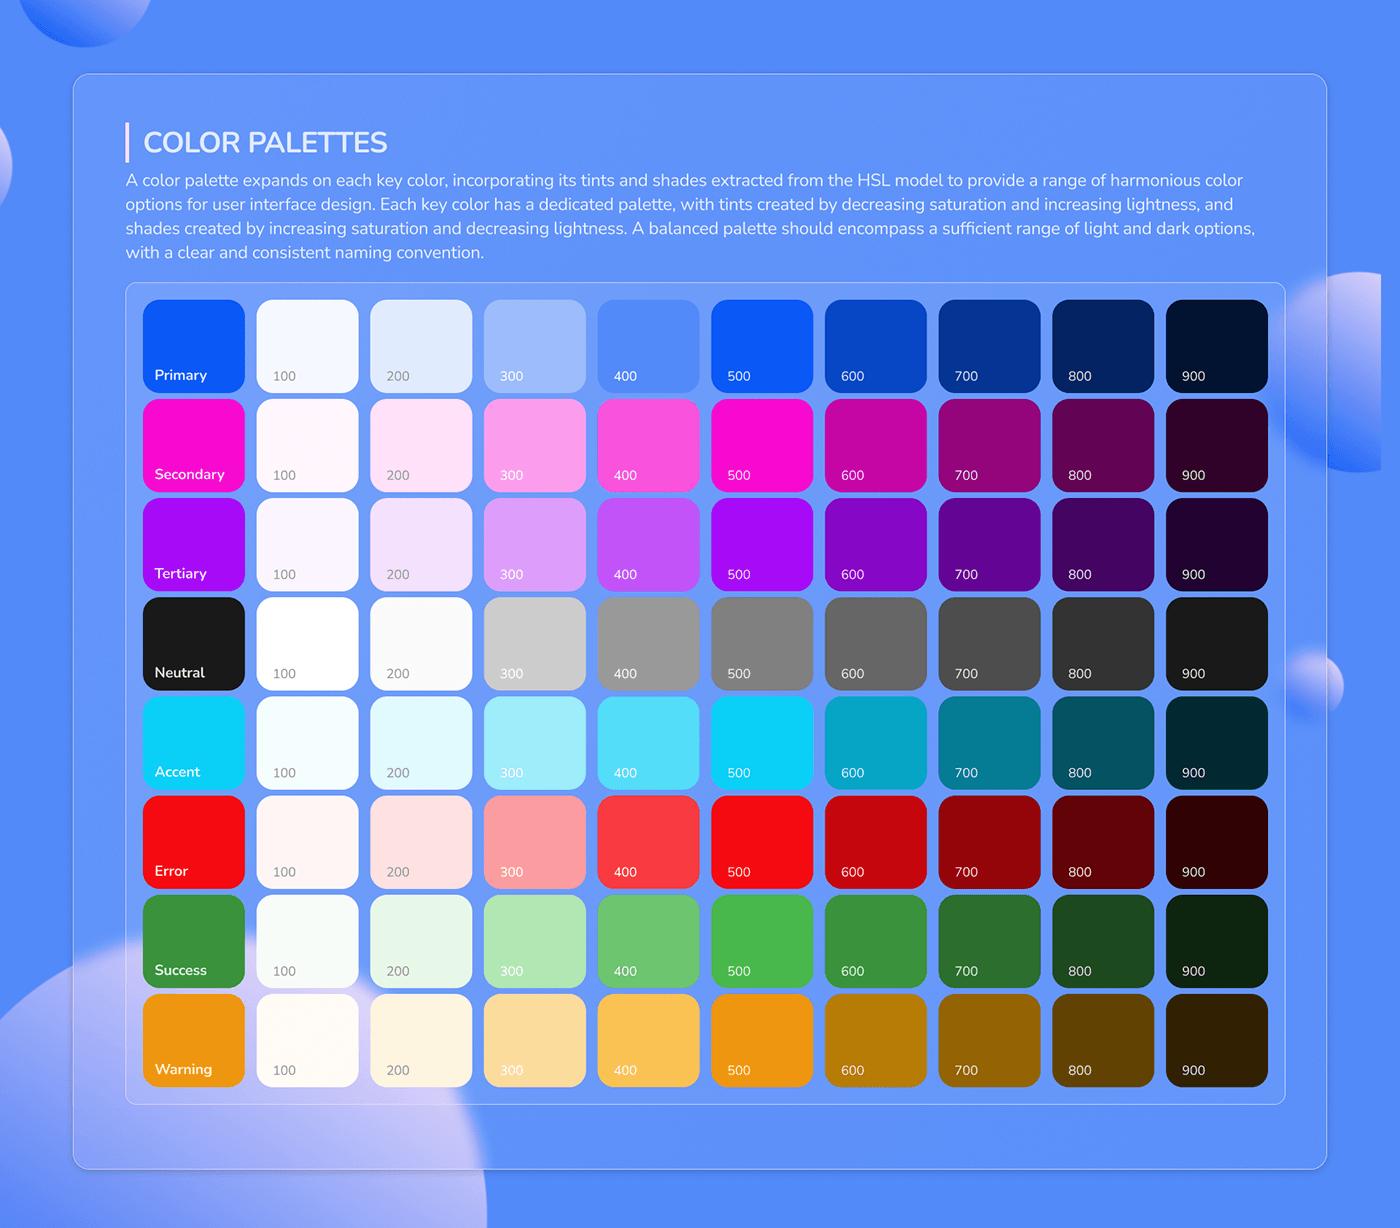 COLOR PALETTES
A color palette expands on each key color, incorporating its tints and shades extracted from the HSL model to provide a range of harmonious color
options for user interface design. Each key color has a dedicated palette, with tints created by decreasing saturation and increasing lightness, and
shades created by increasing saturation and decreasing lightness. A balanced palette should encompass a sufficient range of light and dark options,
with a clear and consistent naming convention.
Primary 100 200 300 400 500 600 700 800 900
Secondary 100 200 300 400 500 600 700 800 900
Tertiary 100 200 300 400 500 600 700 800 900
Neutral 100 200 300 400 500 600 700 800 900
Accent 100 200 300 400 500 600 700 800 900
Error 100 200 300 400 500 600 700 800 900
Success 100 200 300 400 500 600 700 800 900
Warning 100 200 300 400 500 600 700 800 900